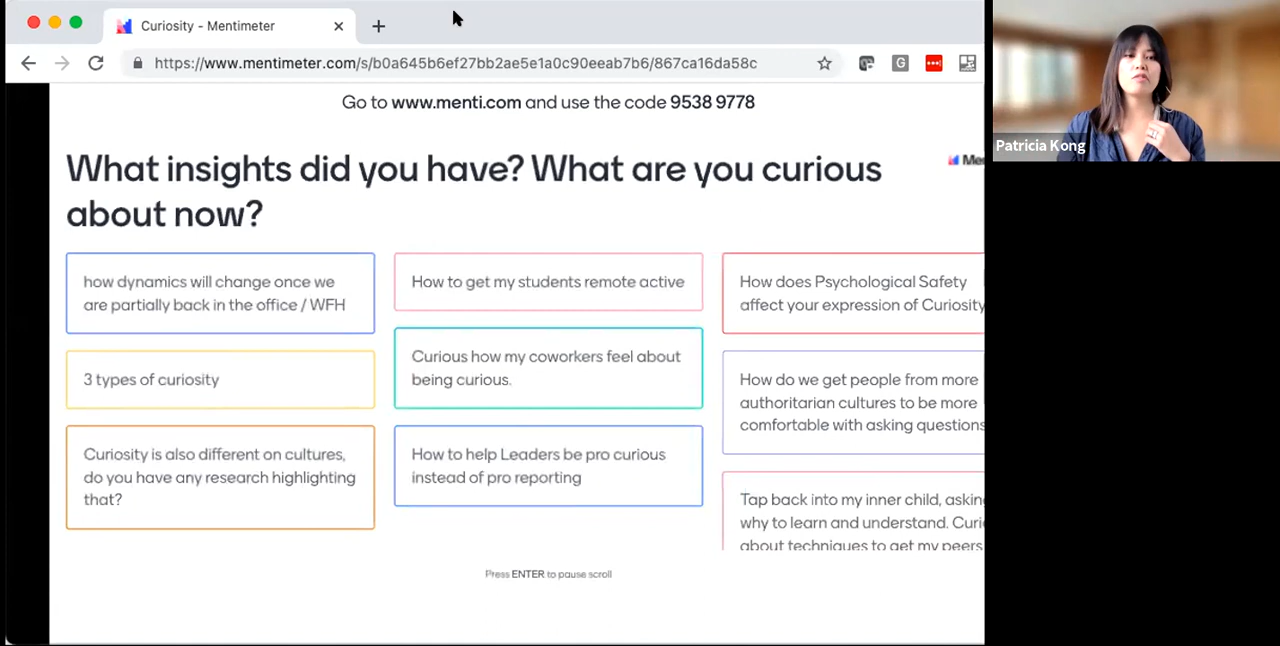 Curiosity - Mentimeter
https://www.mentimeter.com/s/b0a645b6ef27bb2ae5e1a0c90eeab7b6/867ca16da58c
G
Go to www.menti.com and use the code 9538 9778
What insights did you have? What are you curious
about now?
Me
how dynamics will change once we
are partially back in the office / WFH
3 types of curiosity
Curiosity is also different on cultures,
do you have any research highlighting
that?
How to get my students remote active
Curious how my coworkers feel about
being curious.
How to help Leaders be pro curious
instead of pro reporting
How does Psychological Safety
affect your expression of Curiosity
How do we get people from more
authoritarian cultures to be more
comfortable with asking questions
Tap back into my inner child, askin
why to learn and understand. Curi
about techniques to get my peers
Press ENTER to pause scroll
Patricia Kong